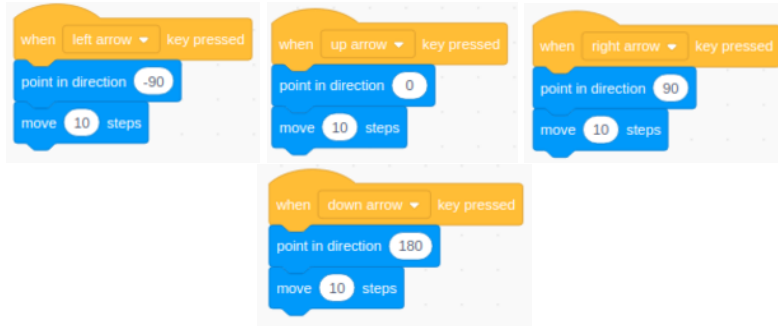 when left arrow key pressed
point in direction -90
move 10 steps
when up arrow key pressed
point in direction 0
move 10 steps
when right arrow key pressed
point in direction 90
move 10 steps
when down arrow key pressed
point in direction 180
move 10 steps